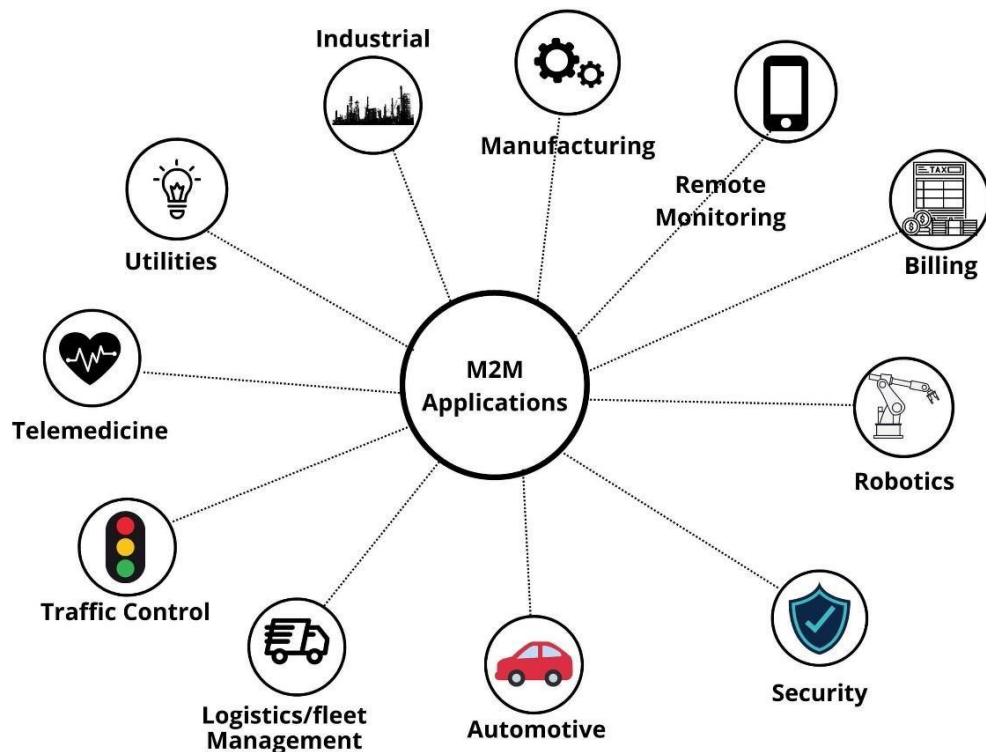 Industrial
Manufacturing
Remote
Monitoring
TAX
Billing
Utilities
M2M
Applications
Telemedicine
Robotics
Traffic Control
Security
Logistics/fleet
Management
Automotive
$
$